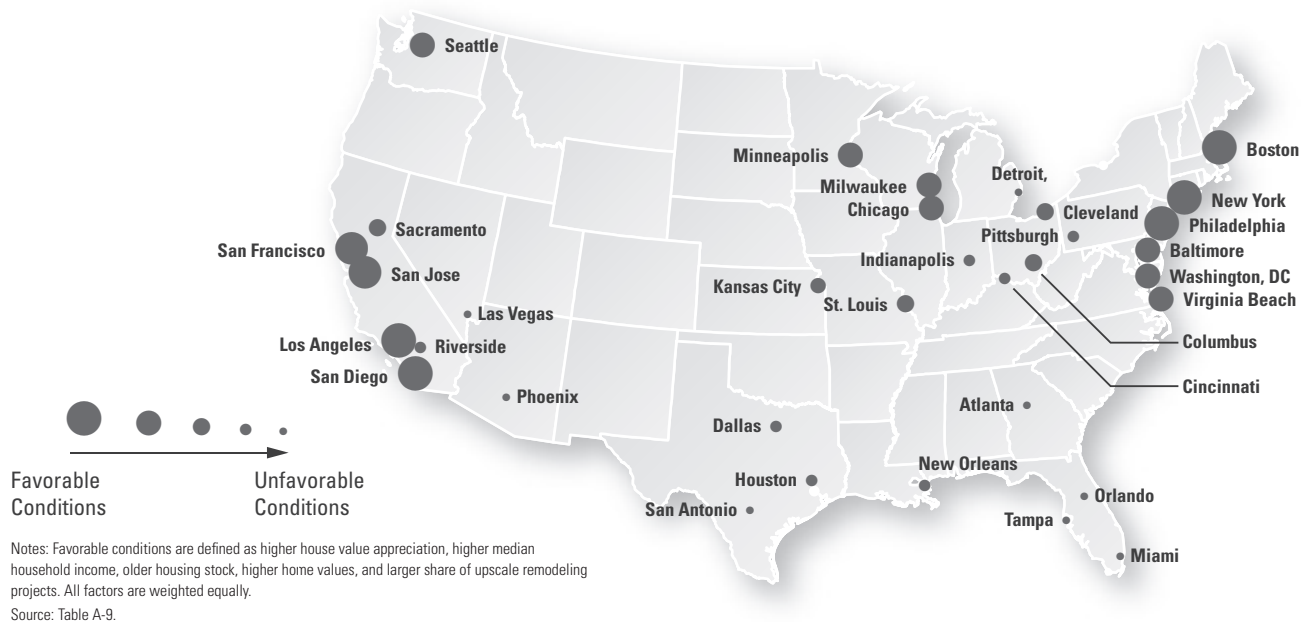 Seattle
Minneapolis
Milwaukee
Chicago
Detroit,
Boston
New York
Cleveland
Philadelphia
Pittsburgh
Baltimore
Washington, DC
Virginia Beach
Indianapolis
Sacramento
San Francisco
San Jose
Kansas City
St. Louis
Las Vegas
Los Angeles
Riverside
San Diego
Columbus
Cincinnati
Phoenix
Atlanta
Dallas
New Orleans
Houston
San Antonio
Orlando
Tampa
Miami
Favorable
Conditions
Unfavorable
Conditions
Notes: Favorable conditions are defined as higher house value appreciation, higher median
household income, older housing stock, higher home values, and larger share of upscale remodeling
projects. All factors are weighted equally.
Source: Table A-9.